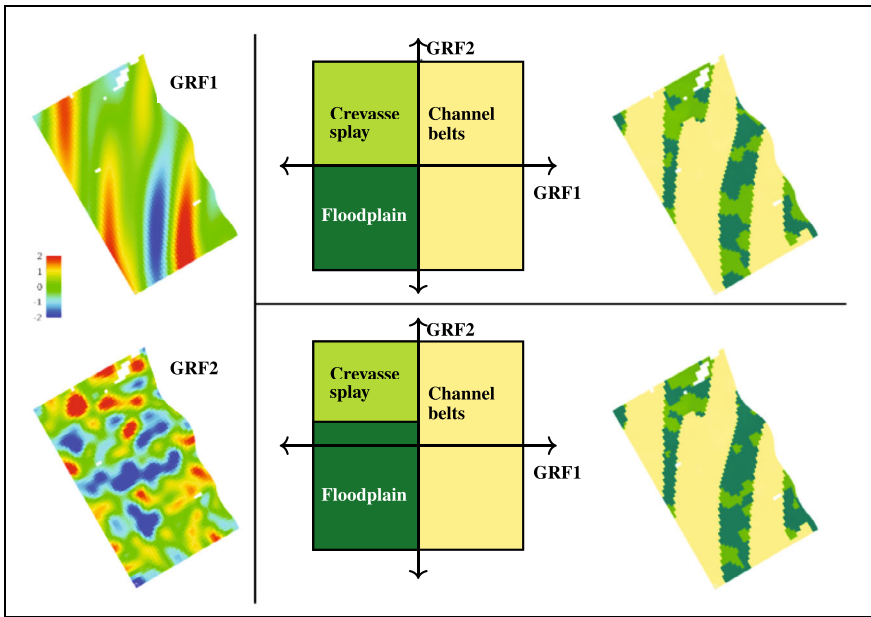 GRF1
2
1
0
-1
-2
GRF2
Crevasse
splay
Channel
belts
GRF1
Floodplain
GRF2
GRF2
Crevasse
splay
Channel
belts
GRF1
Floodplain